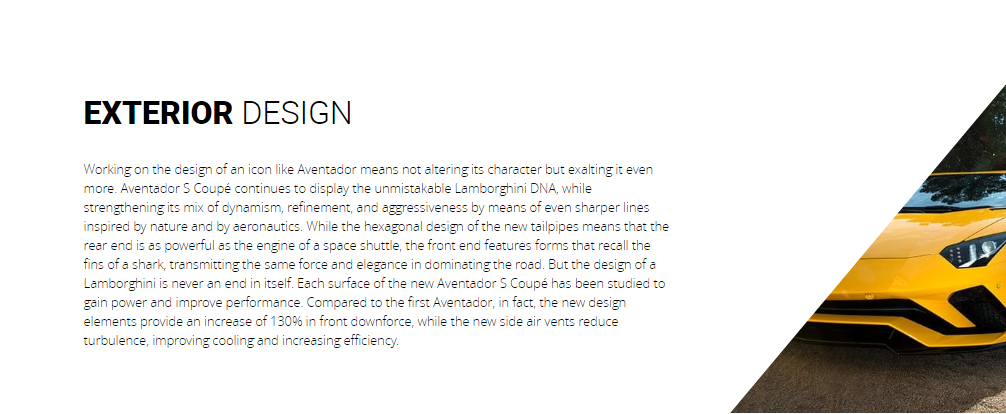 EXTERIOR DESIGN
Working on the design of an icon like Aventador means not altering its character but exalting it even
more. Aventador S Coupé continues to display the unmistakable Lamborghini DNA, while
strengthening its mix of dynamism, refinement, and aggressiveness by means of even sharper lines
inspired by nature and by aeronautics. While the hexagonal design of the new tailpipes means that the
rear end is as powerful as the engine of a space shuttle, the front end features forms that recall the
fins of a shark, transmitting the same force and elegance in dominating the road. But the design of a
Lamborghini is never an end in itself. Each surface of the new Aventador S Coupé has been studied to
gain power and improve performance. Compared to the first Aventador, in fact, the new design
elements provide an increase of 130% in front downforce, while the new side air vents reduce
turbulence, improving cooling and increasing efficiency.